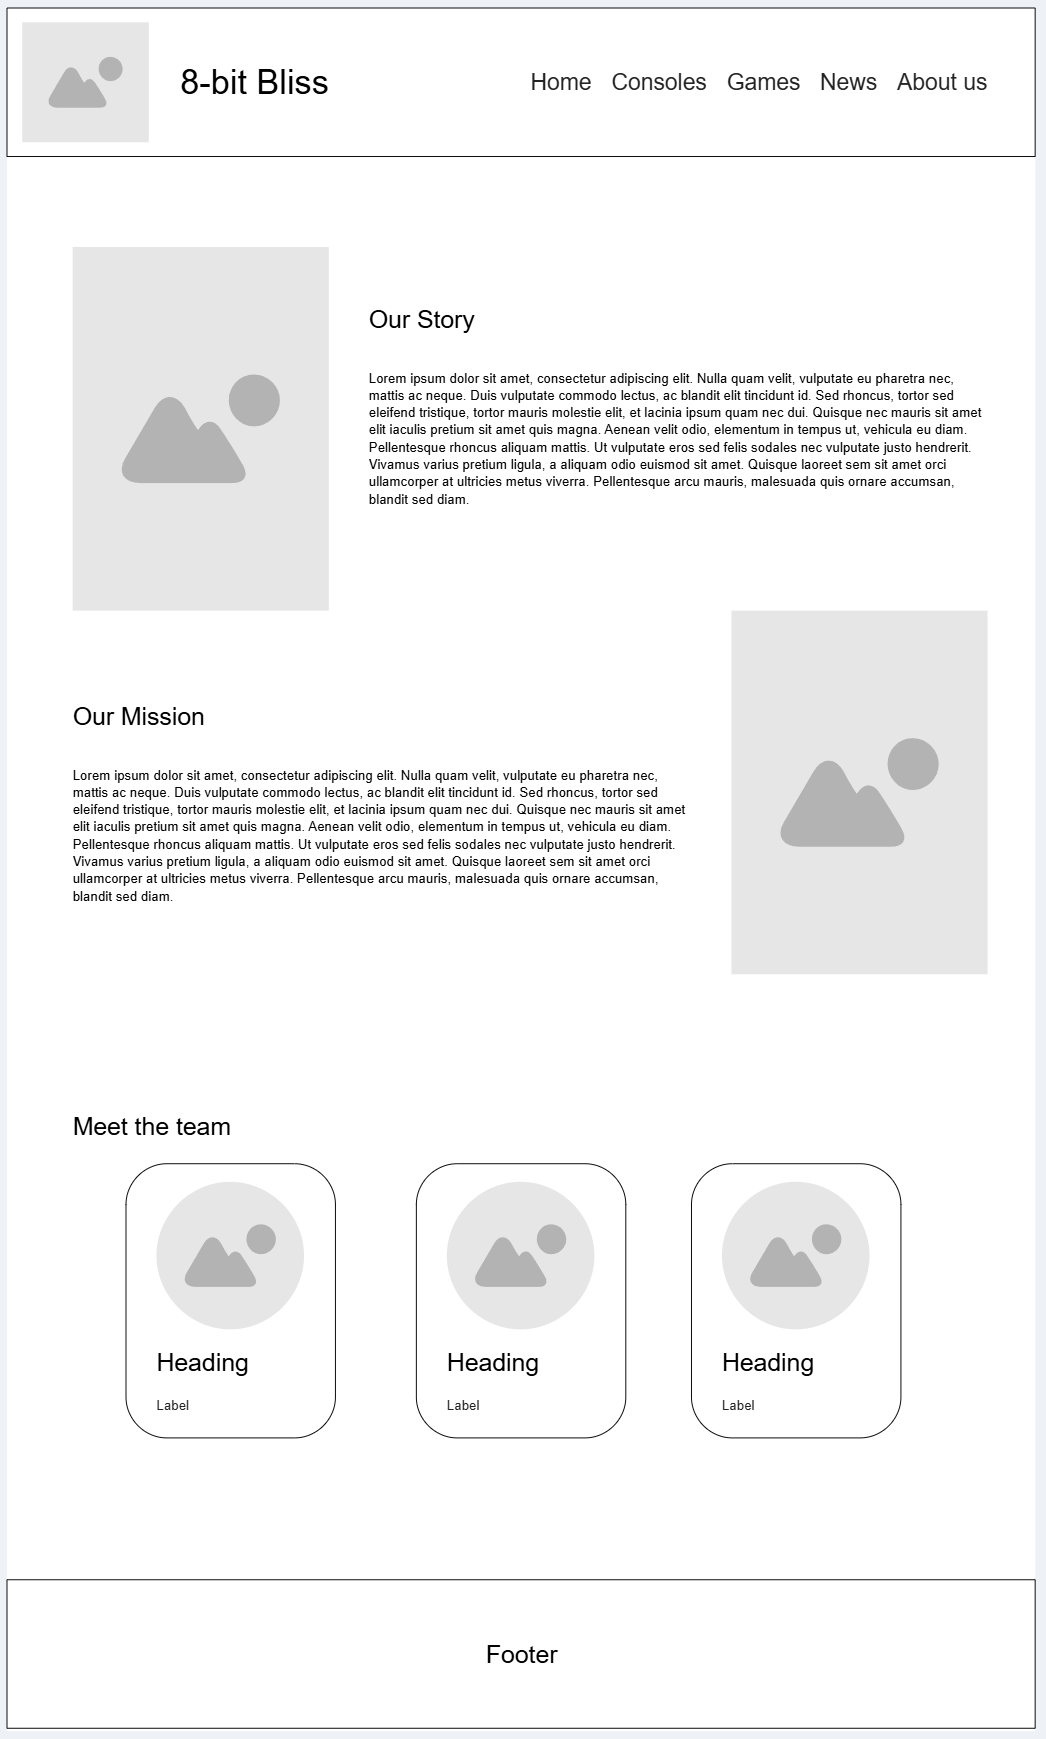 8-bit Bliss
Home Consoles Games News About us
Our Story
Lorem ipsum dolor sit amet, consectetur adipiscing elit. Nulla quam velit, vulputate eu pharetra nec,
mattis ac neque. Duis vulputate commodo lectus, ac blandit elit tincidunt id. Sed rhoncus, tortor sed
eleifend tristique, tortor mauris molestie elit, et lacinia ipsum quam nec dui. Quisque nec mauris sit amet
elit iaculis pretium sit amet quis magna. Aenean velit odio, elementum in tempus ut, vehicula eu diam.
Pellentesque rhoncus aliquam mattis. Ut vulputate eros sed felis sodales nec vulputate justo hendrerit.
Vivamus varius pretium ligula, a aliquam odio euismod sit amet. Quisque laoreet sem sit amet orci
ullamcorper at ultricies metus viverra. Pellentesque arcu mauris, malesuada quis ornare accumsan,
blandit sed diam.
Our Mission
Lorem ipsum dolor sit amet, consectetur adipiscing elit. Nulla quam velit, vulputate eu pharetra nec,
mattis ac neque. Duis vulputate commodo lectus, ac blandit elit tincidunt id. Sed rhoncus, tortor sed
eleifend tristique, tortor mauris molestie elit, et lacinia ipsum quam nec dui. Quisque nec mauris sit amet
elit iaculis pretium sit amet quis magna. Aenean velit odio, elementum in tempus ut, vehicula eu diam.
Pellentesque rhoncus aliquam mattis. Ut vulputate eros sed felis sodales nec vulputate justo hendrerit.
Vivamus varius pretium ligula, a aliquam odio euismod sit amet. Quisque laoreet sem sit amet orci
ullamcorper at ultricies metus viverra. Pellentesque arcu mauris, malesuada quis ornare accumsan,
blandit sed diam.
Meet the team
Heading
Label
Heading
Label
Heading
Label
Footer